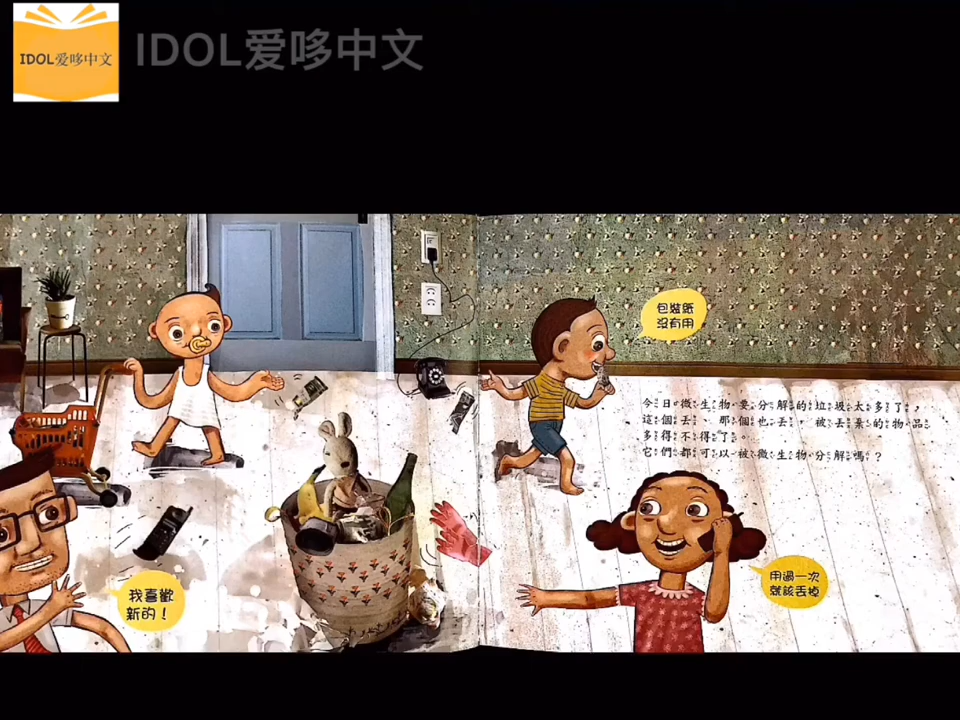 IDOL爱哆中文
IDOL爱哆中文
包裝紙
沒有用
今日微生物要分解的垃圾太多了，
這個丟、那個也丟，被丟棄的物品
多得不得了。
它們都可以被微生物分解嗎？
我喜歡
新的！
用過一次
就該丟掉